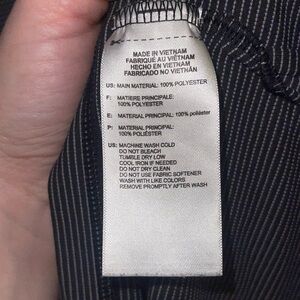 MADE IN VIETNAM
FABRIQUÉ AU VIÊTNAM
HECHO EN VIETNAM
FABRICADO NO VIETNÃ
US: MAIN MATERIAL: 100% POLYESTER
F: MATIERE PRINCIPALE:
100% POLYESTER
E: MATERIAL PRINCIPAL: 100% poliéster
P: MATERIAL PRINCIPAL:
100% POLIÉSTER
US: MACHINE WASH COLD
DO NOT BLEACH
TUMBLE DRY LOW
COOL IRON IF NEEDED
DO NOT DRY CLEAN
DO NOT USE FABRIC SOFTENER
WASH WITH LIKE COLORS
REMOVE PROMPTLY AFTER WASH